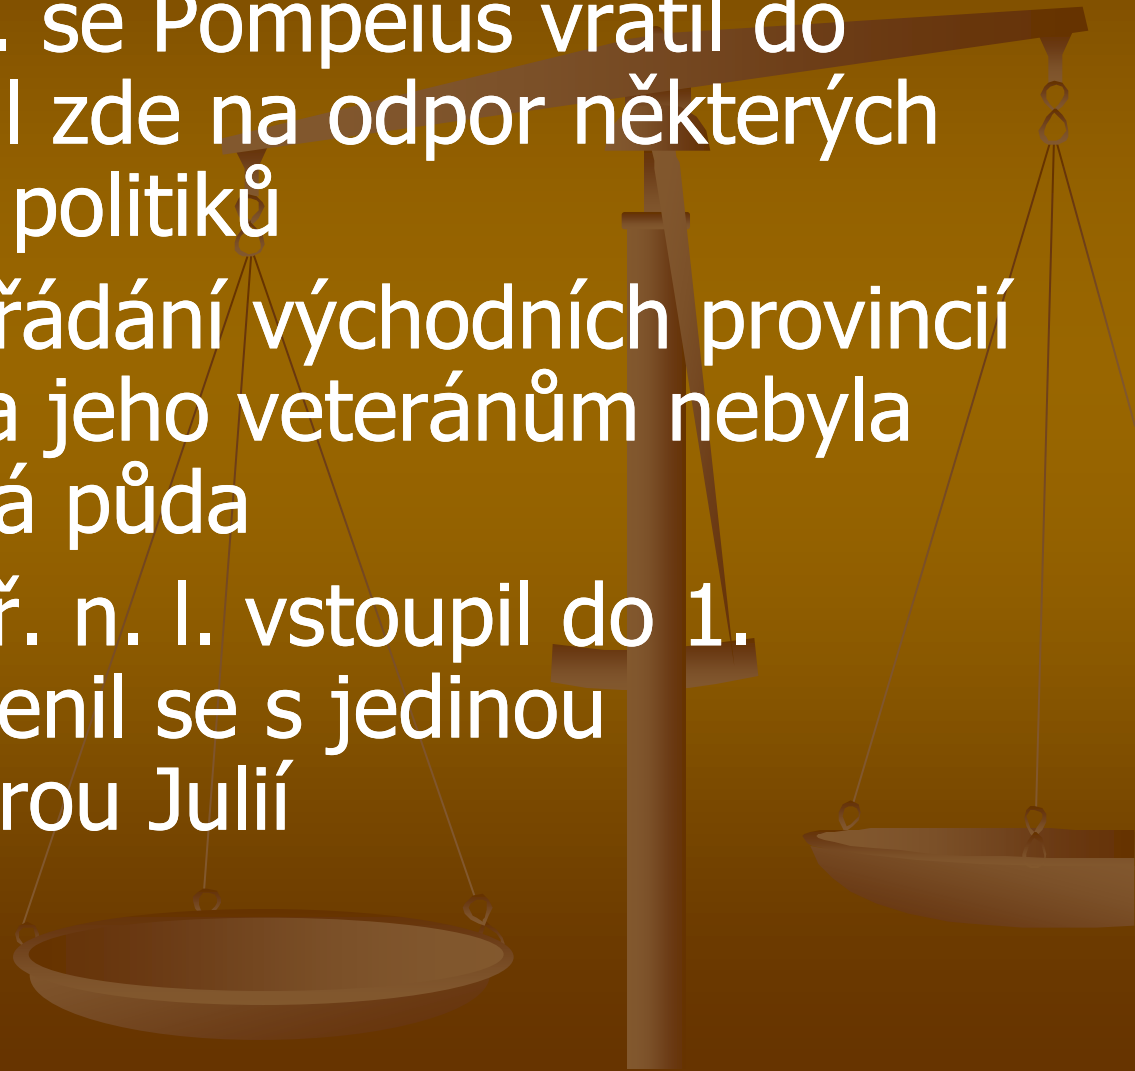 . se Pompeius vrátil do
l zde na odpor některých
politiků
řádání východních provincií
a jeho veteránům nebyla
á půda
ř. n. l. vstoupil do 1.
enil se s jedinou
rou Julií